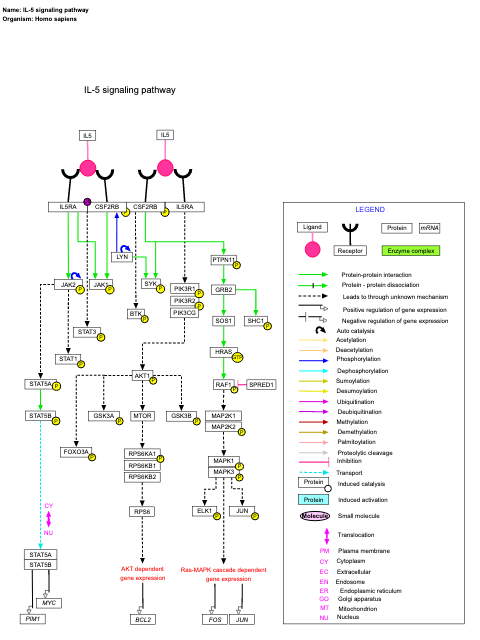 Name: IL-5 signaling pathway
Organism: Homo sapiens
IL-5 signaling pathway
IL5
IL5
IL5RA
CSF2RB
P
CSF2RB
P
IL5RA
LYN
PTPN11
P
JAK2
P
JAK1
P
SYK
P
PIK3R1
P
PIK3R2
P
PIK3CG
GRB2
BTK
P
SOS1
SHC1
P
STAT3
P
STAT1
P
HRAS
GTP
STAT5A
P
AKT1
P
RAF1
P
SPRED1
STAT5B
P
GSK3A
P
MTOR
GSK3B
P
MAP2K1
MAP2K2
P
FOXO3A
P
RPS6KA1
P
RPS6KB1
RPS6KB2
MAPK1
P
MAPK3
P
CY
NU
RPS6
ELK1
P
JUN
P
STAT5A
STAT5B
AKT dependent
gene expression
Ras-MAPK cascade dependent
gene expression
MYC
PIM1
BCL2
FOS
JUN
LEGEND
Ligand
Protein
mRNA
Receptor
Enzyme complex
Protein-protein interaction
Protein - protein dissociation
Leads to through unknown mechanism
Positive regulation of gene expression
Negative regulation of gene expression
Auto catalysis
Acetylation
Deacetylation
Phosphorylation
Dephosphorylation
Sumoylation
Desumoylation
Ubiquitination
Deubiquitination
Methylation
Demethylation
Palmitoylation
Proteolytic cleavage
Inhibition
Transport
Protein
Induced catalysis
Protein
Induced activation
Molecule
Small molecule
Translocation
PM Plasma membrane
CY Cytoplasm
EC Extracellular
EN Endosome
ER Endoplasmic reticulum
GO Golgi apparatus
MT Mitochondrion
NU Nucleus